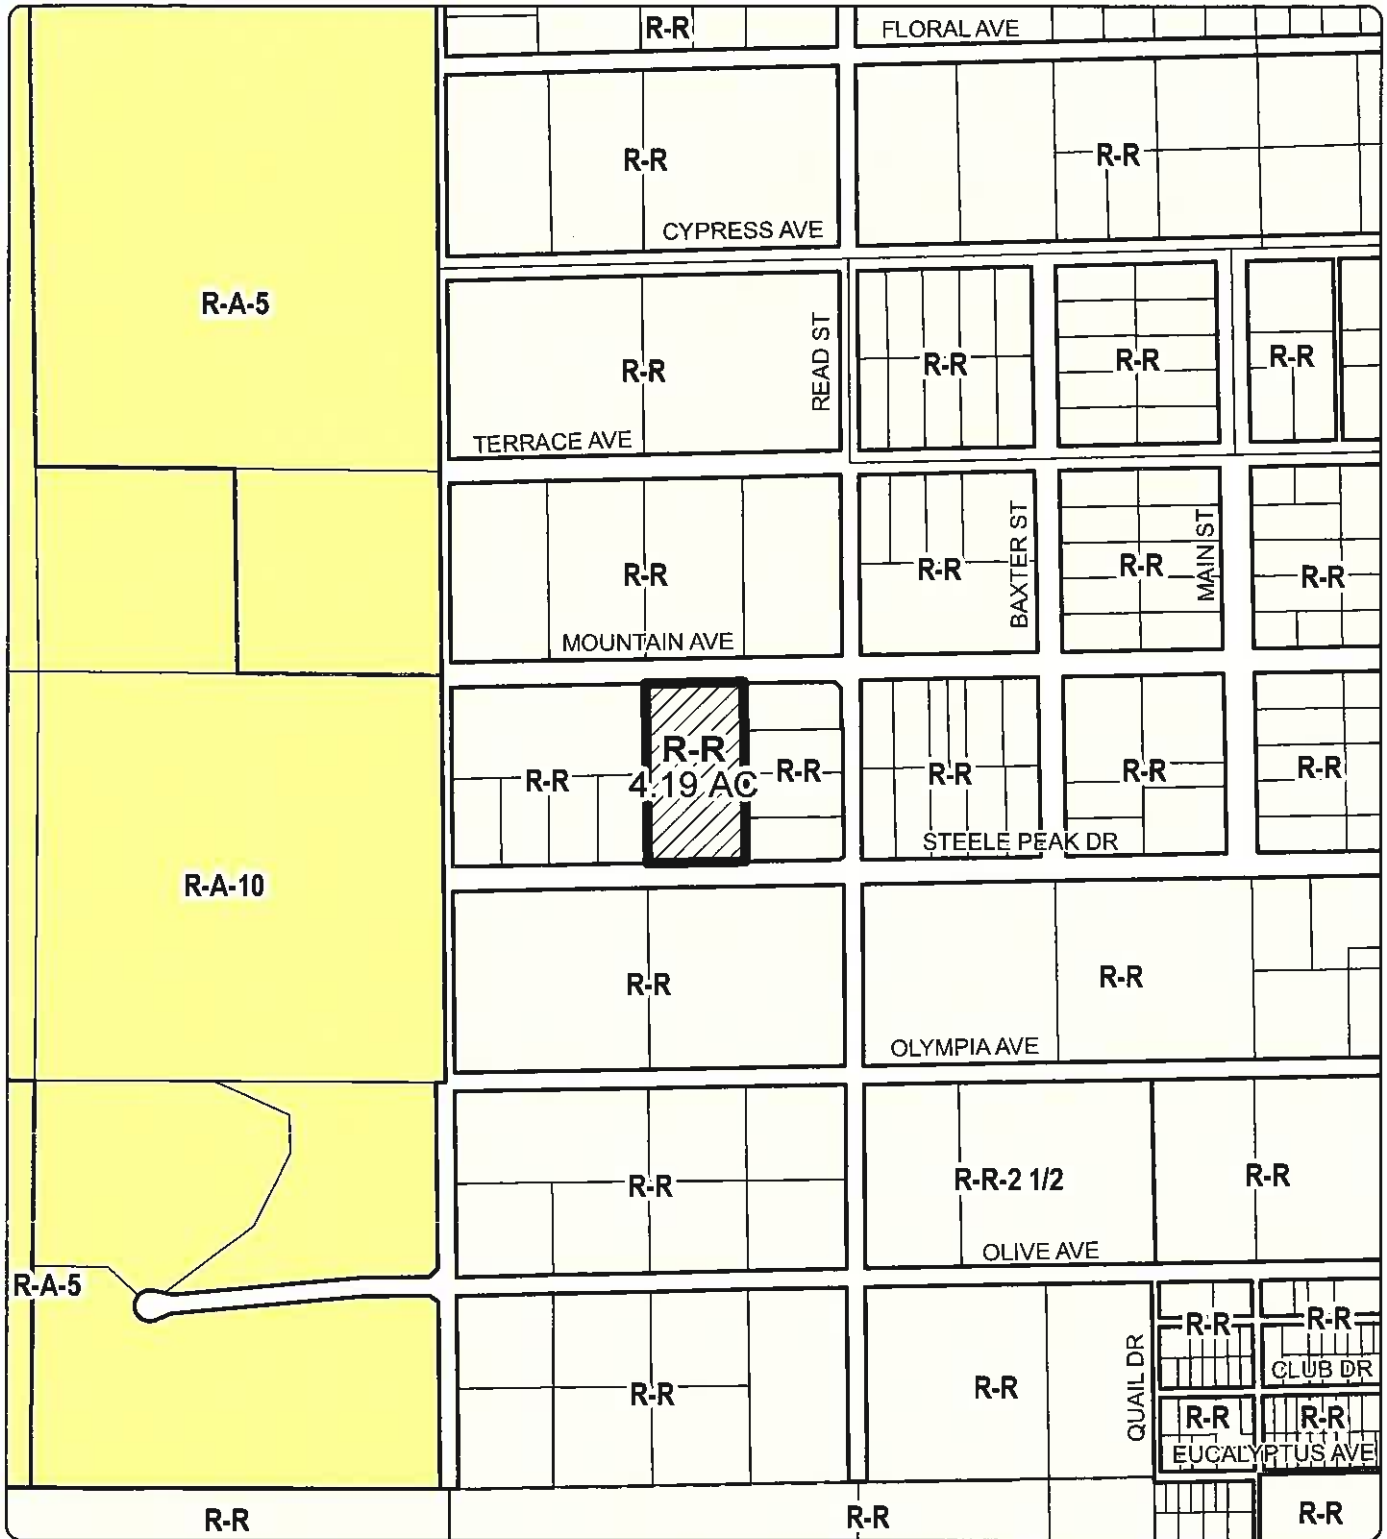 R-R
FLORAL AVE
R-R
R-R
CYPRESS AVE
R-A-5
READ ST
R-R
R-R
R-R
R-R
TERRACE AVE
BAXTER ST
MAIN ST
R-R
R-R
R-R
R-R
MOUNTAIN AVE
R-R
4.19 AC
R-R
R-R
R-R
R-R
R-R
STEELE PEAK DR
R-A-10
R-R
R-R
OLYMPIA AVE
R-R
R-R-2 1/2
R-R
OLIVE AVE
R-A-5
R-R
R-R
QUAIL DR
R-R
R-R
CLUB DR
R-R
R-R
EUCALYPTUS AVE
R-R
R-R
R-R